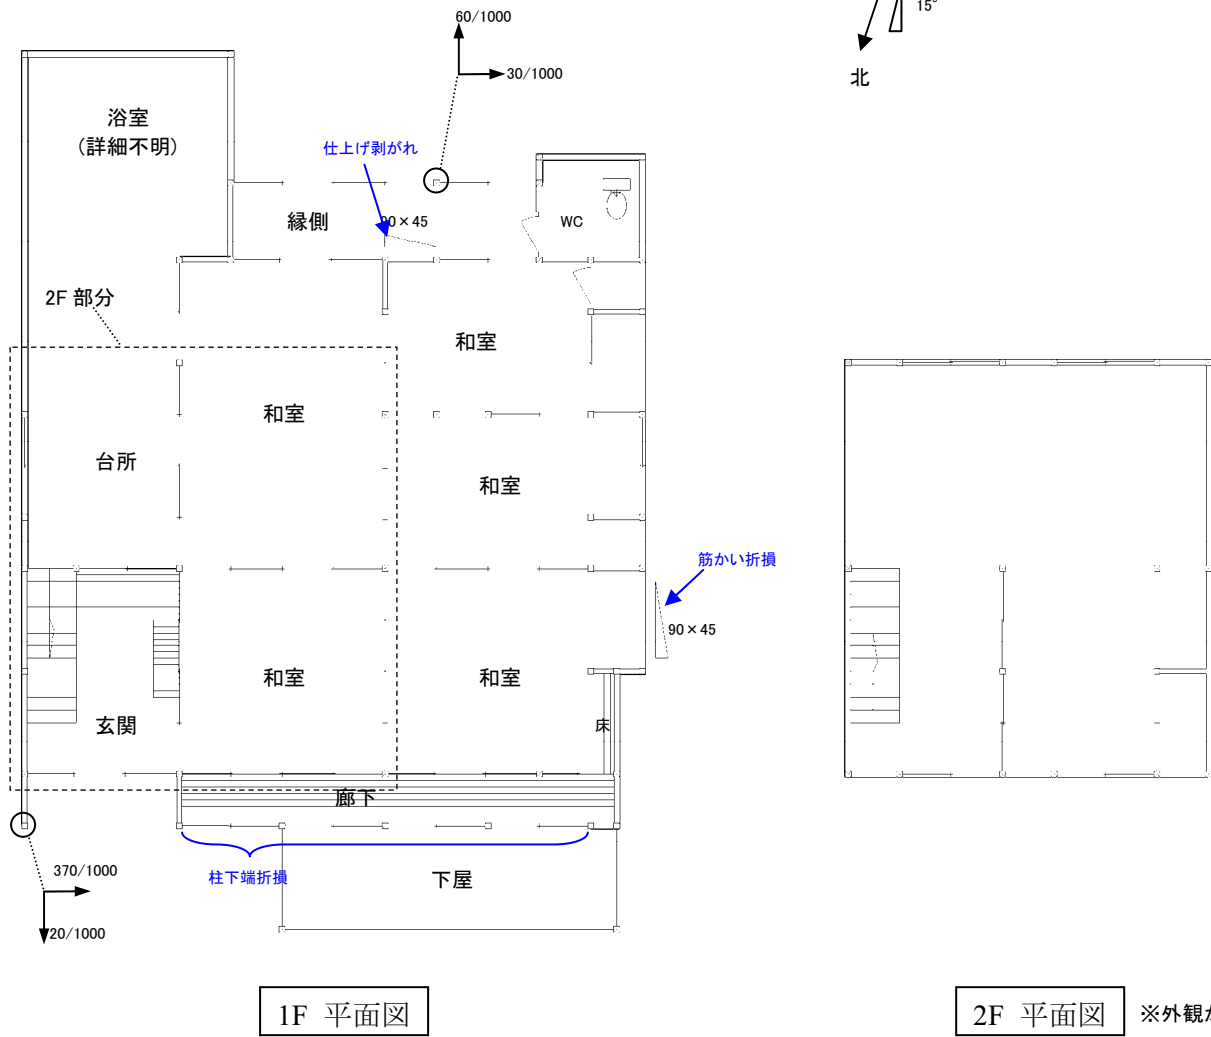 60/1000
15°
30/1000
北
浴室
(詳細不明)
仕上げ剥がれ
縁側
90×45
WC
2F 部分
和室
和室
台所
和室
筋かい折損
90×45
和室
和室
玄関
床
廊下
370/1000
柱下端折損
下屋
20/1000
1F 平面図
2F 平面図
※外観か